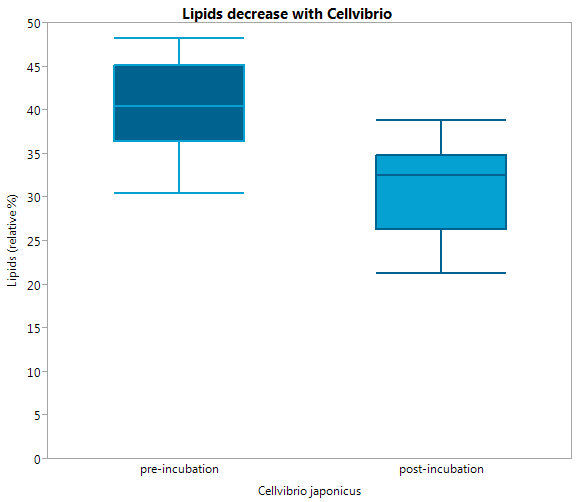 Lipids decrease with Cellvibrio
50
45
40
35
30
25
20
15
10
5
0
Lipids (relative %)
pre-incubation
post-incubation
Cellvibrio japonicus